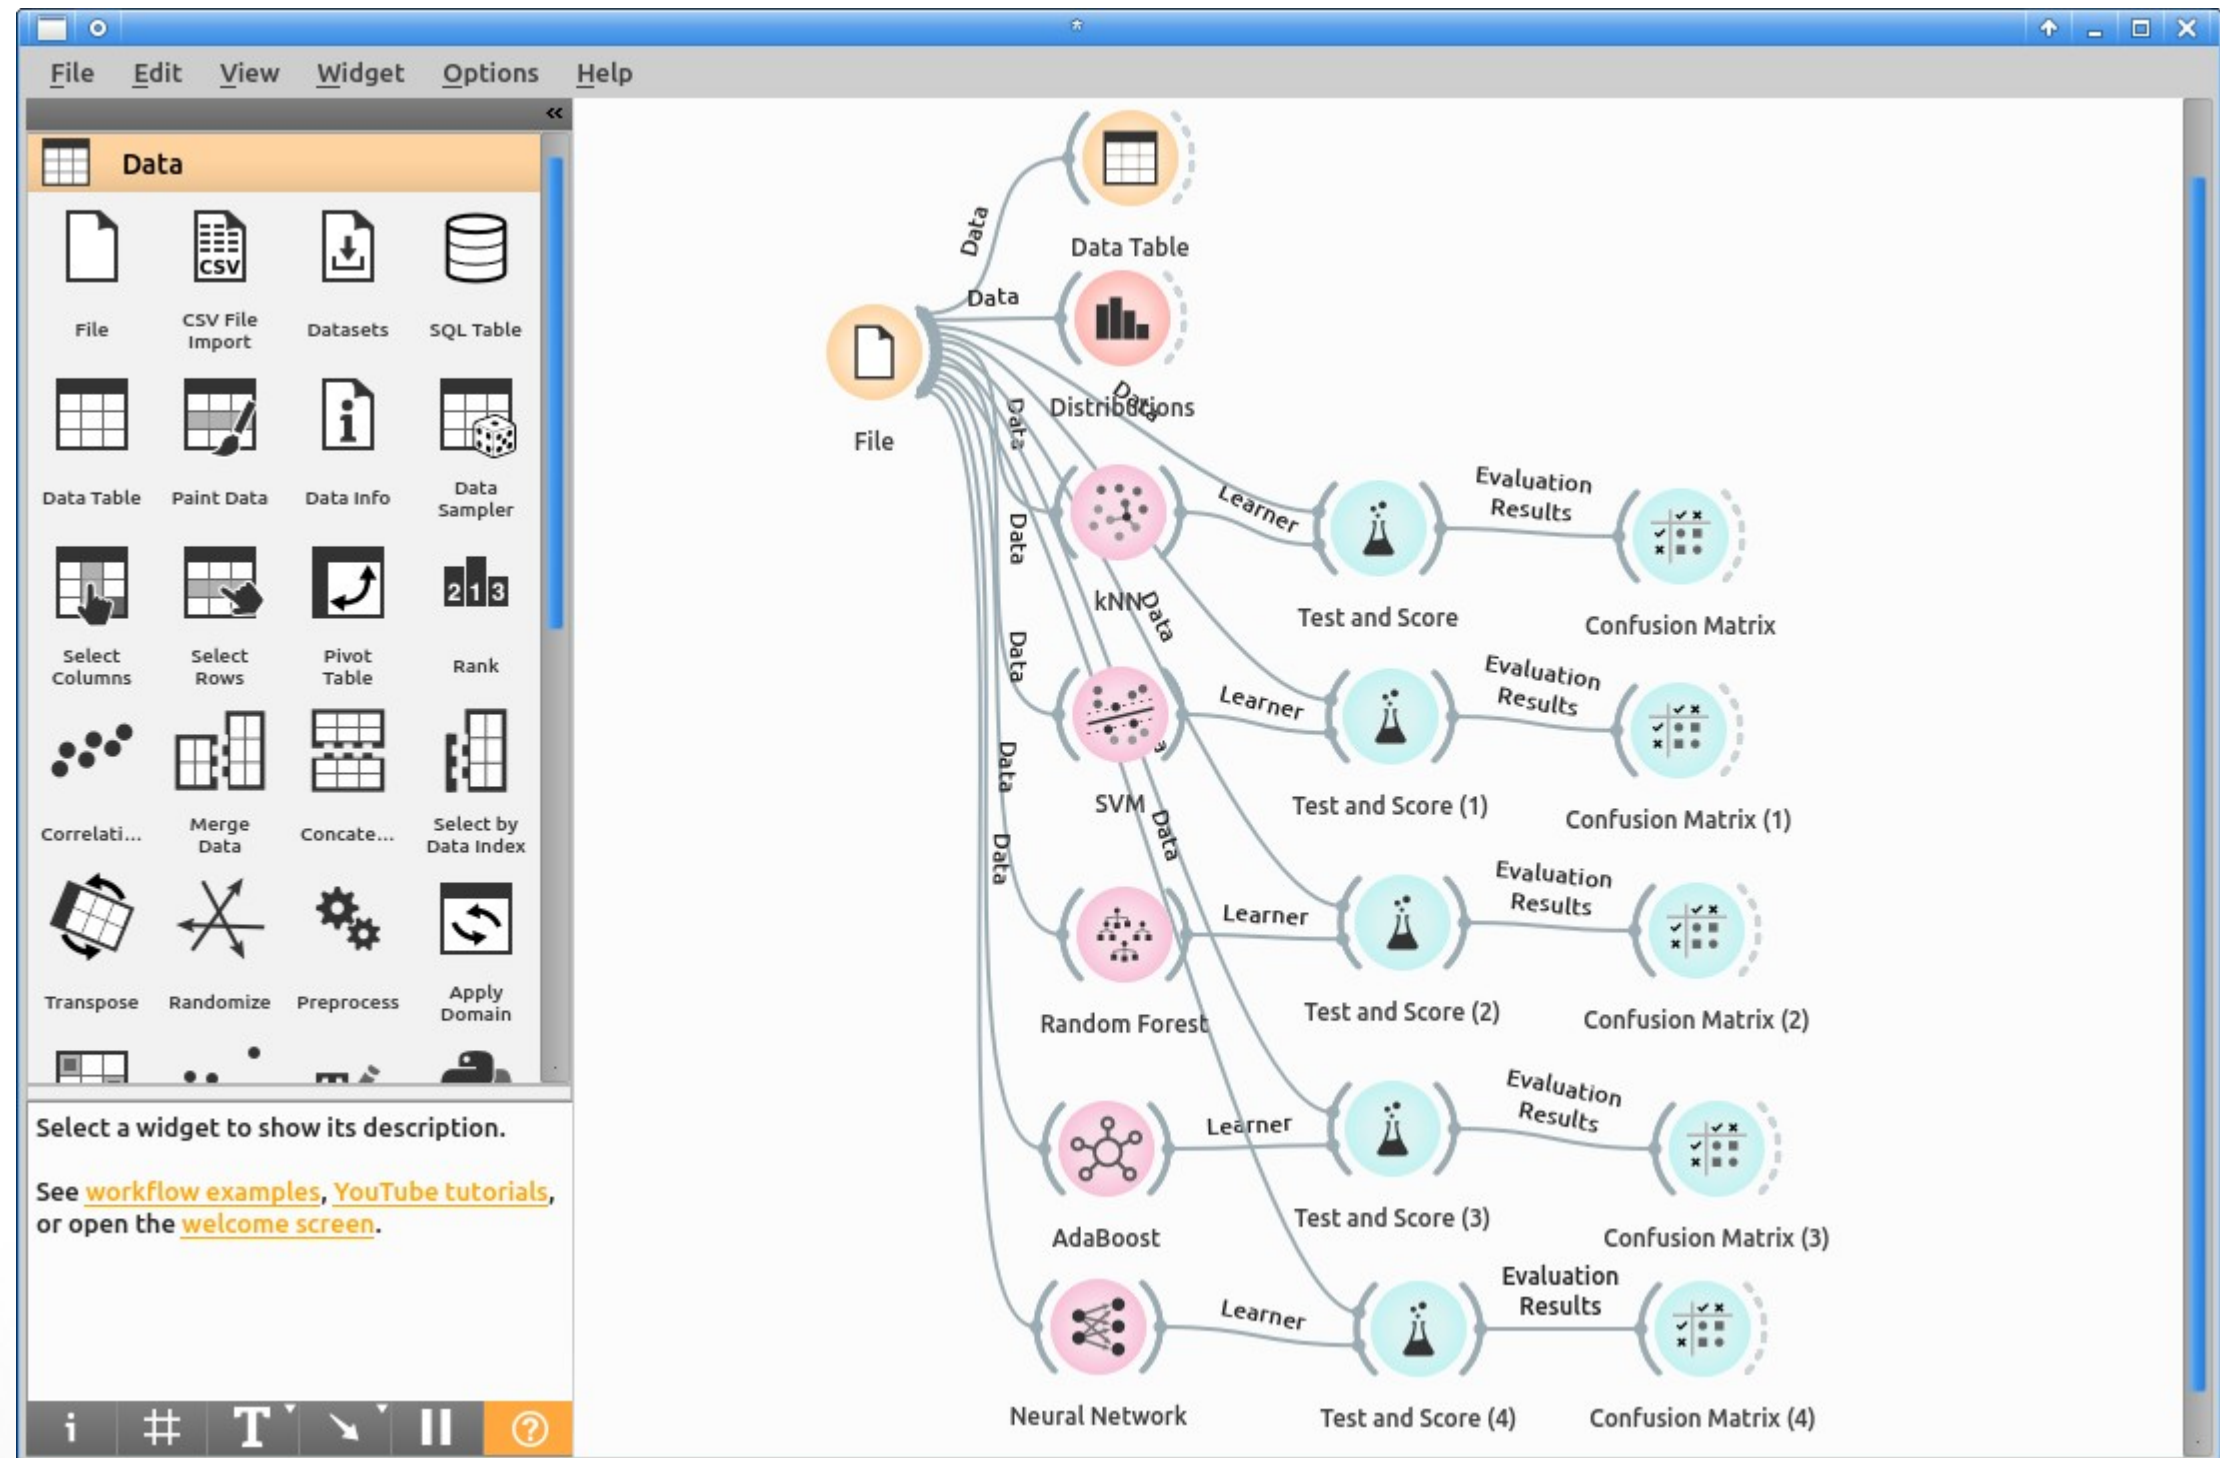 *
File Edit View Widget Options Help
«
Data
File
CSV
CSV File
Import
Datasets
SQL Table
Data Table
Paint Data
Data Info
Data
Sampler
Select
Columns
Select
Rows
Pivot
Table
2 1 3
Rank
Correlati...
Merge
Data
Concate...
Select by
Data Index
Transpose
Randomize
Preprocess
Apply
Domain
Select a widget to show its description.
See workflow examples, YouTube tutorials,
or open the welcome screen.
Data
Data Table
Data
Distributions
File
Data
Data
Data
Data
Data
Data
Data
Data
kNN
Learner
Test and Score
Evaluation
Results
Confusion Matrix
SVM
Learner
Test and Score (1)
Evaluation
Results
Confusion Matrix (1)
Random Forest
Learner
Test and Score (2)
Evaluation
Results
Confusion Matrix (2)
AdaBoost
Learner
Test and Score (3)
Evaluation
Results
Confusion Matrix (3)
Neural Network
Learner
Test and Score (4)
Evaluation
Results
Confusion Matrix (4)